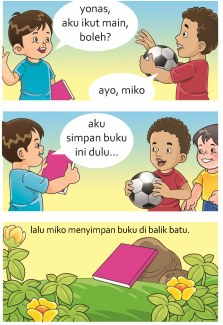 yonas,
aku ikut main,
boleh?
ayo, miko
aku
simpan buku
ini dulu...
lalu miko menyimpan buku di balik batu.